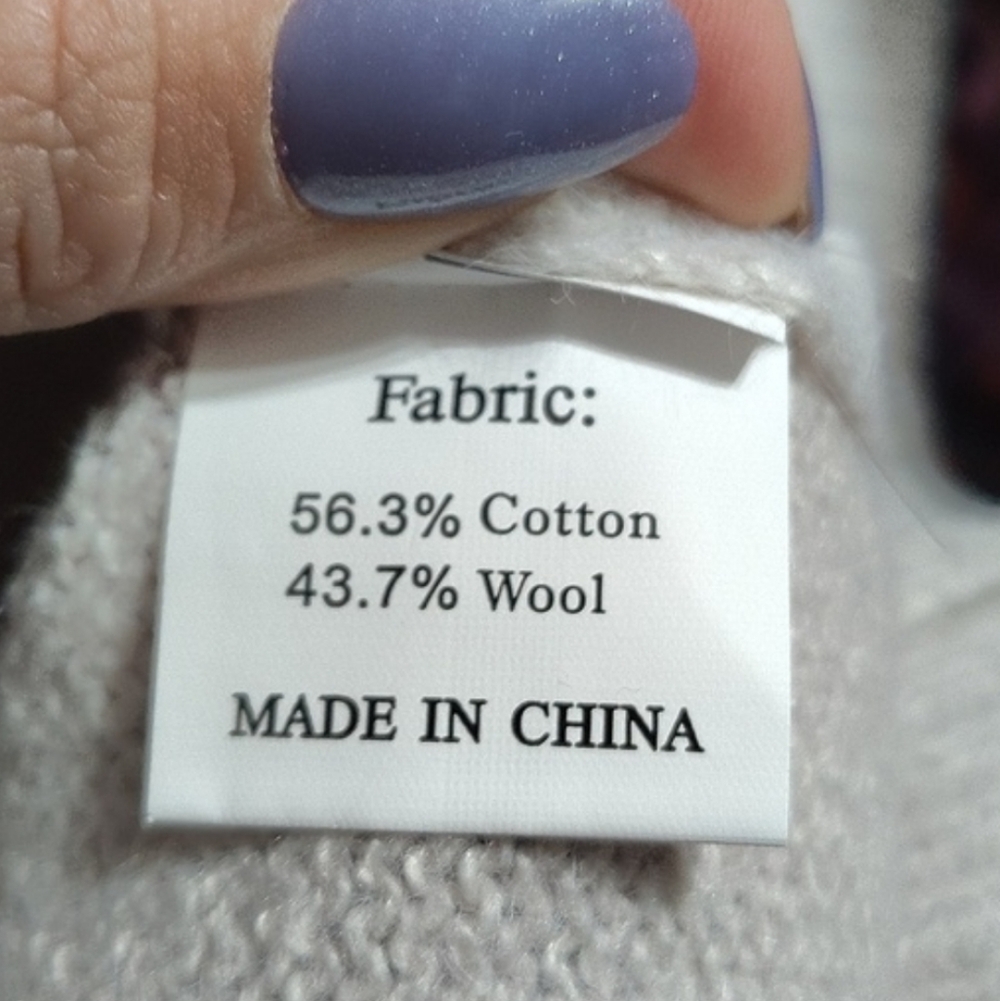 Fabric:
56.3% Cotton
43.7% Wool
MADE IN CHINA